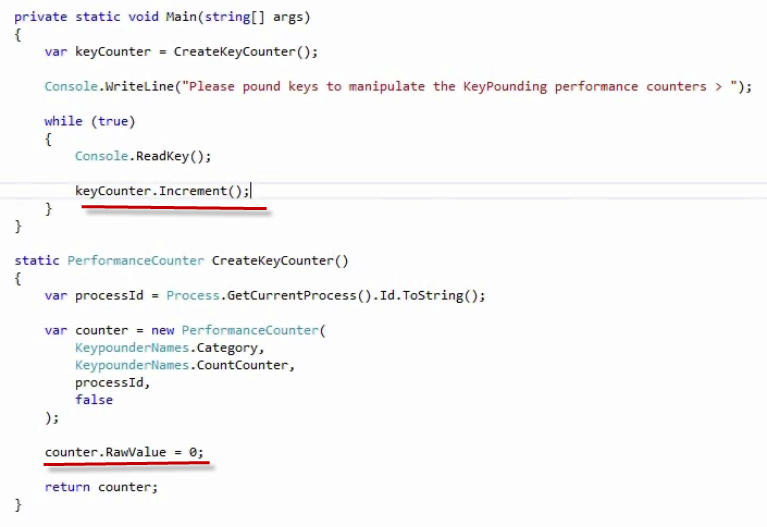 private static void Main(string[] args)
{
    var keyCounter = CreateKeyCounter();
    Console.WriteLine("Please pound keys to manipulate the KeyPounding performance counters > ");
    while (true)
    {
        Console.ReadKey();
        keyCounter.Increment();
    }
}
static PerformanceCounter CreateKeyCounter()
{
    var processId = Process.GetCurrentProcess().Id.ToString();
    var counter = new PerformanceCounter(
        KeypounderNames.Category,
        KeypounderNames.CountCounter,
        processId,
        false
    );
    counter.RawValue = 0;
    return counter;
}